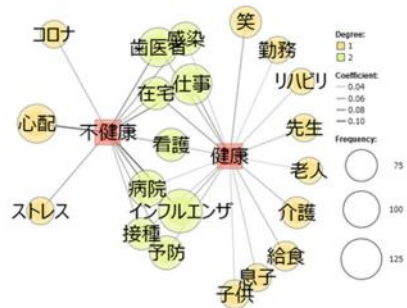 コロナ
歯医者
感染
笑
勤務
仕事
リハビリ
心配
在宅
不健康
先生
看護
健康
老人
病院
介護
ストレス
インフルエンザ
接種
予防
給食
息子
子供
Degree:
1
2
Coefficient:
0.04
0.06
0.08
0.10
Frequency:
75
100
125